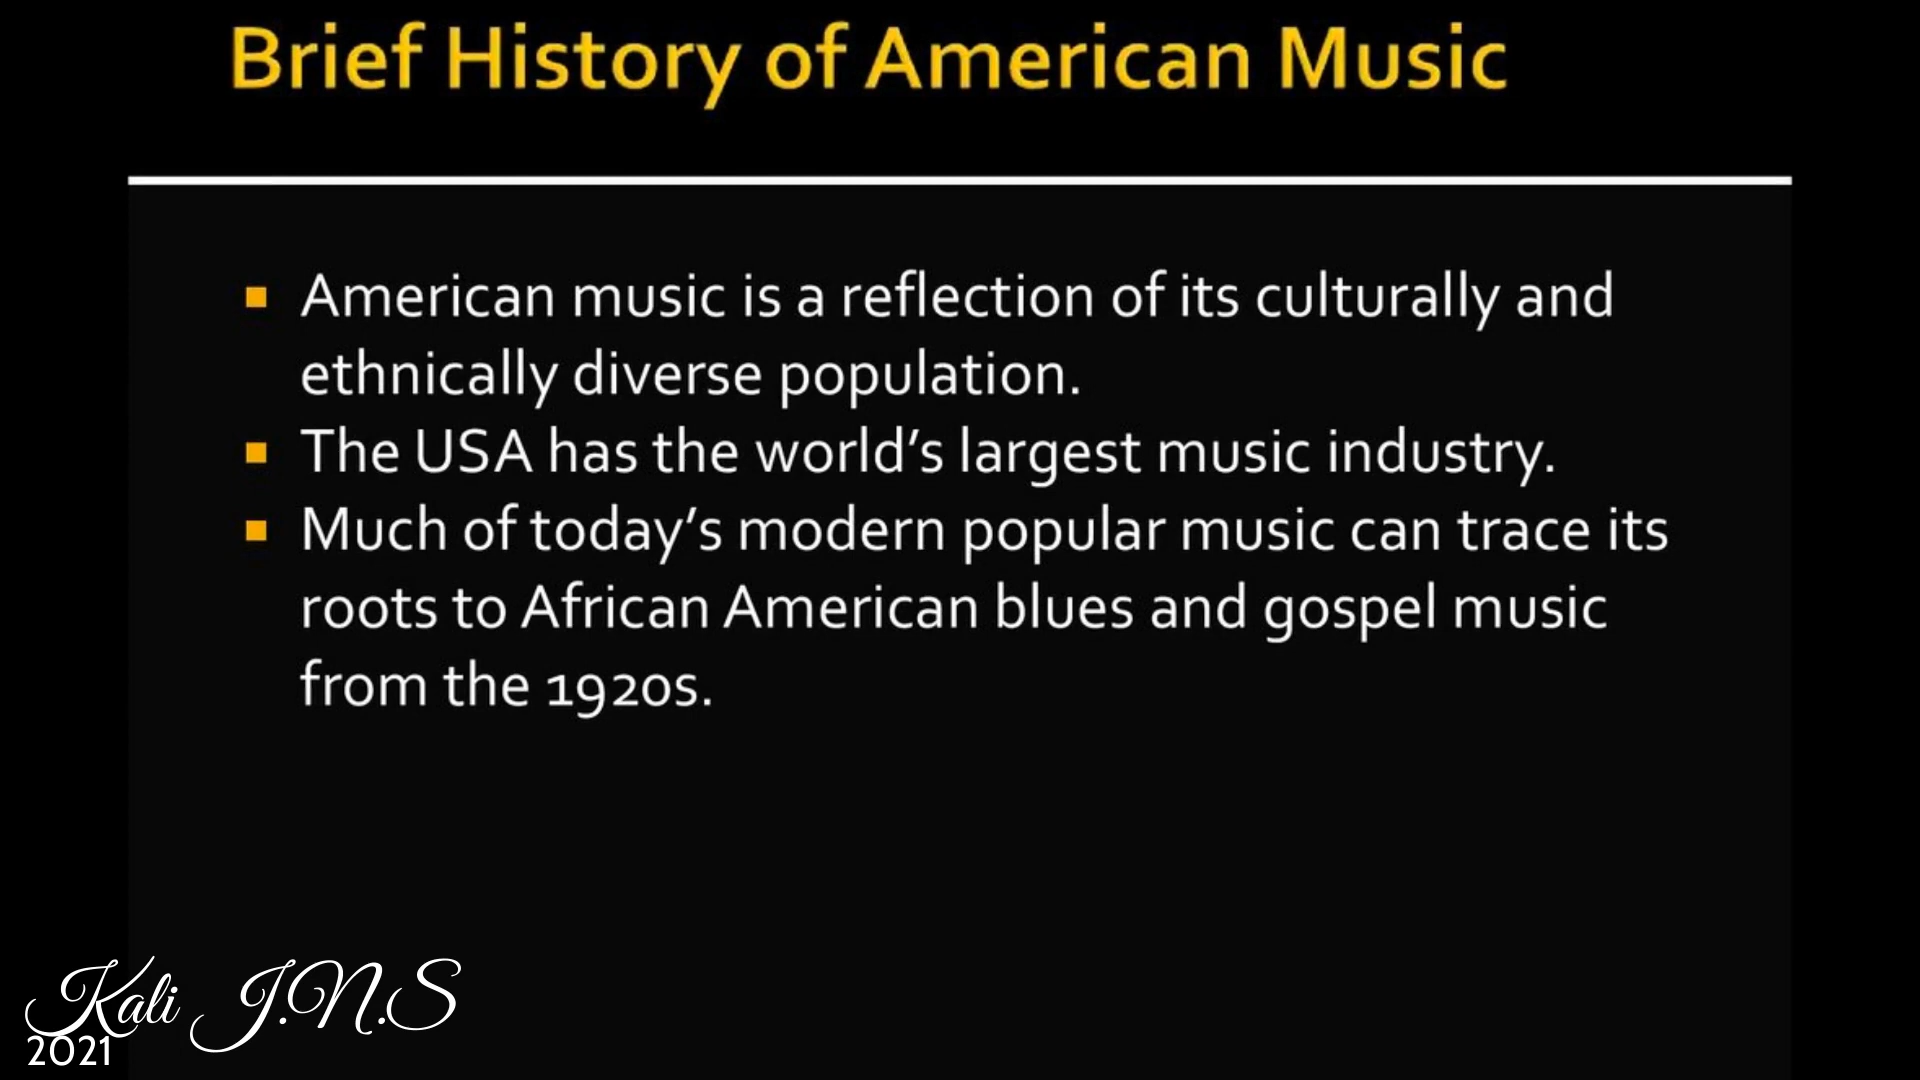 Brief History of American Music
American music is a reflection of its culturally and
ethnically diverse population.
The USA has the world's largest music industry.
Much of today's modern popular music can trace its
roots to African American blues and gospel music
from the 1920s.
Kali J.N.S
2021